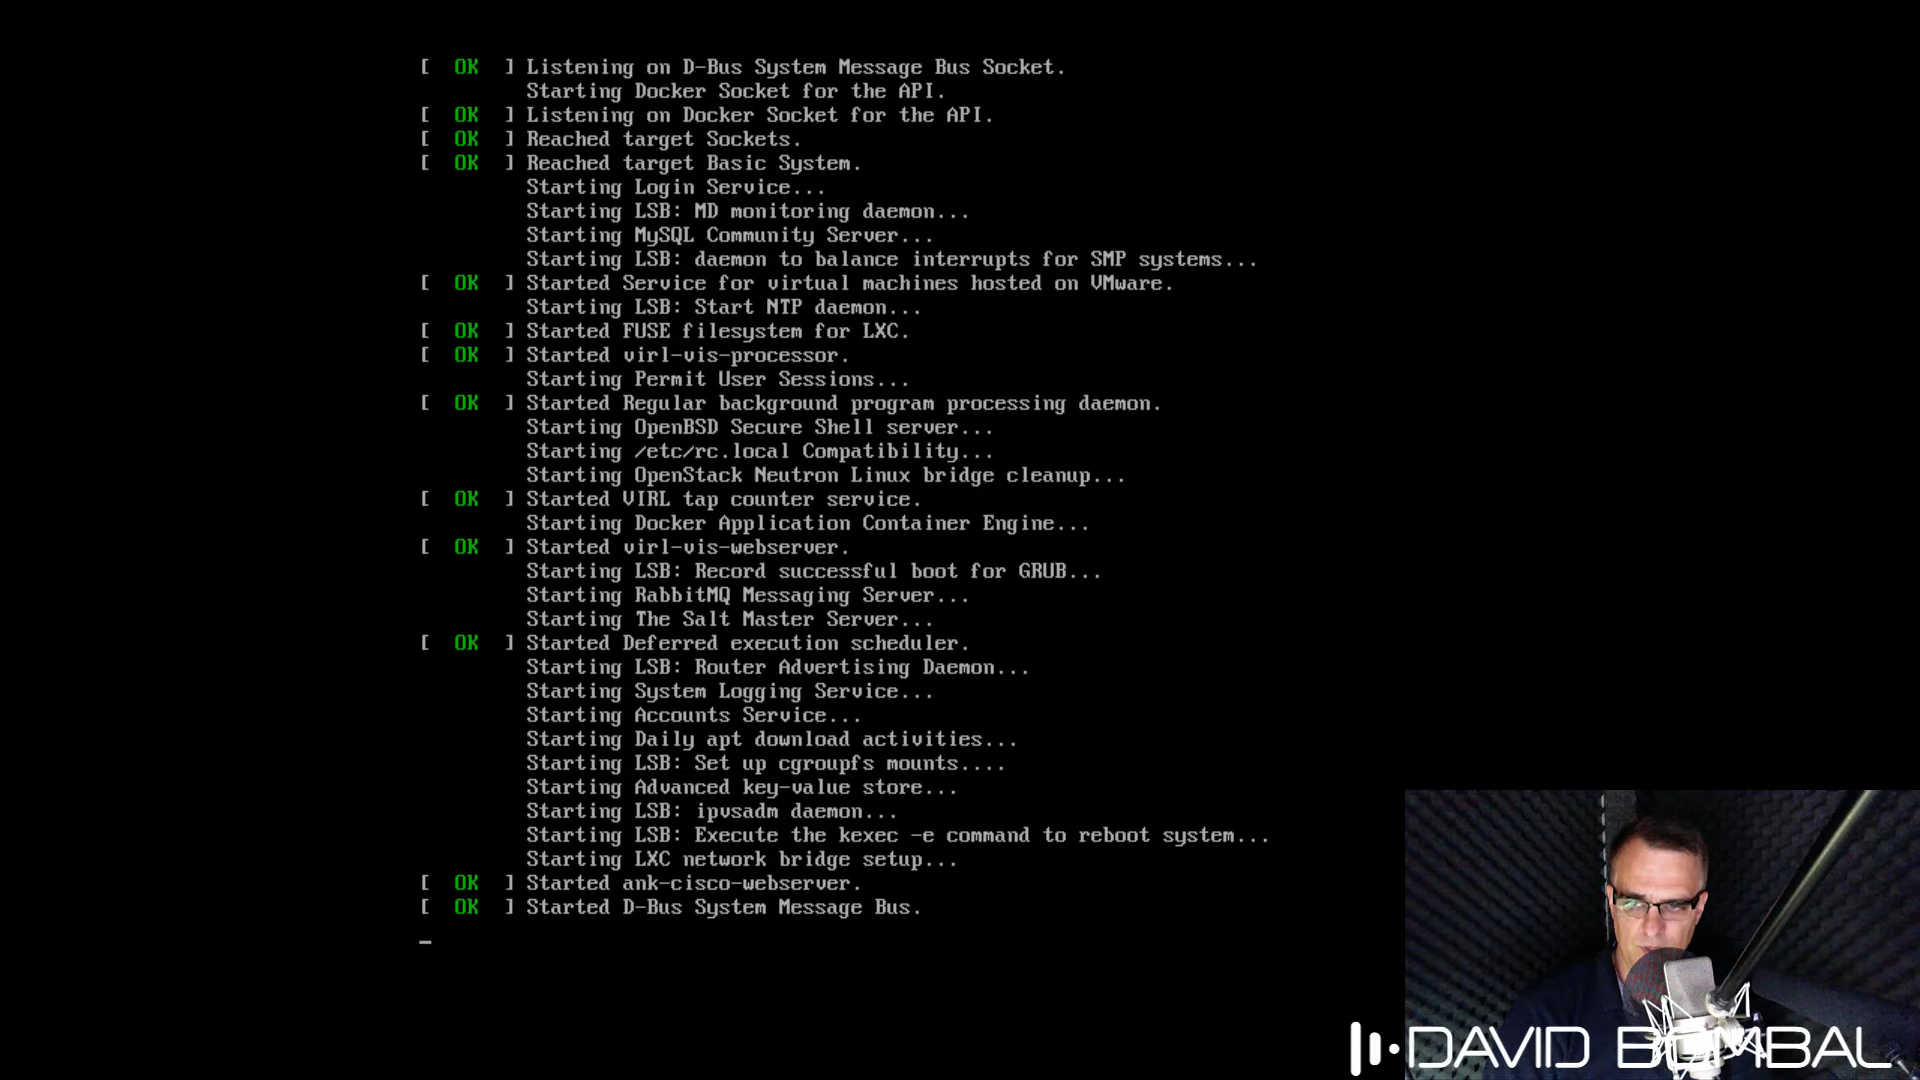 [  OK  ] Listening on D-Bus System Message Bus Socket.
Starting Docker Socket for the API.
[  OK  ] Listening on Docker Socket for the API.
[  OK  ] Reached target Sockets.
[  OK  ] Reached target Basic System.
Starting Login Service...
Starting LSB: MD monitoring daemon...
Starting MySQL Community Server...
Starting LSB: daemon to balance interrupts for SMP systems...
[  OK  ] Started Service for virtual machines hosted on VMware.
Starting LSB: Start NTP daemon...
[  OK  ] Started FUSE filesystem for LXC.
[  OK  ] Started virl-vis-processor.
Starting Permit User Sessions...
[  OK  ] Started Regular background program processing daemon.
Starting OpenBSD Secure Shell server...
Starting /etc/rc.local Compatibility...
Starting OpenStack Neutron Linux bridge cleanup...
[  OK  ] Started VIRL tap counter service.
Starting Docker Application Container Engine...
[  OK  ] Started virl-vis-webserver.
Starting LSB: Record successful boot for GRUB...
Starting RabbitMQ Messaging Server...
Starting The Salt Master Server...
[  OK  ] Started Deferred execution scheduler.
Starting LSB: Router Advertising Daemon...
Starting System Logging Service...
Starting Accounts Service...
Starting Daily apt download activities...
Starting LSB: Set up cgroupfs mounts....
Starting Advanced key-value store...
Starting LSB: ipvsadm daemon...
Starting LSB: Execute the kexec -e command to reboot system...
Starting LXC network bridge setup...
[  OK  ] Started ank-cisco-webserver.
[  OK  ] Started D-Bus System Message Bus.
_
DAVID BOMBAL